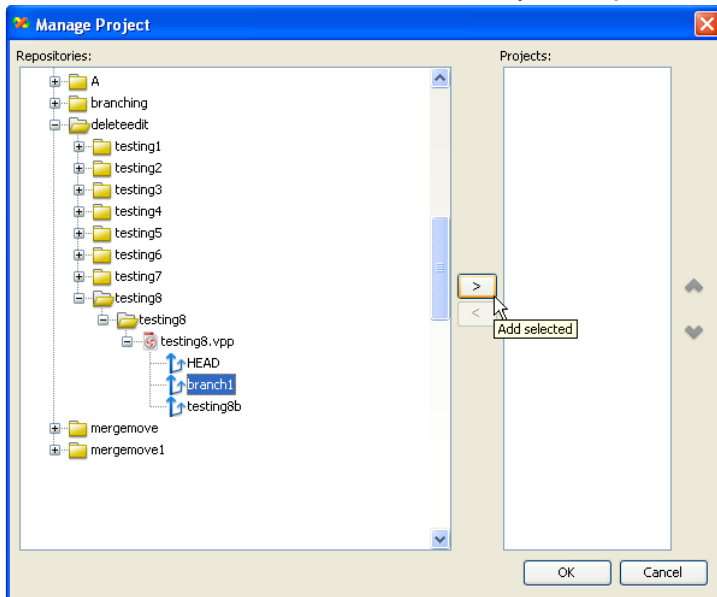 Manage Project
Repositories:
Projects:
A
branching
deleteedit
testing1
testing2
testing3
testing4
testing5
testing6
testing7
testing8
testing8
testing8.vpp
HEAD
branch1
testing8b
mergemove
mergemove1
>
<
Add selected
OK
Cancel